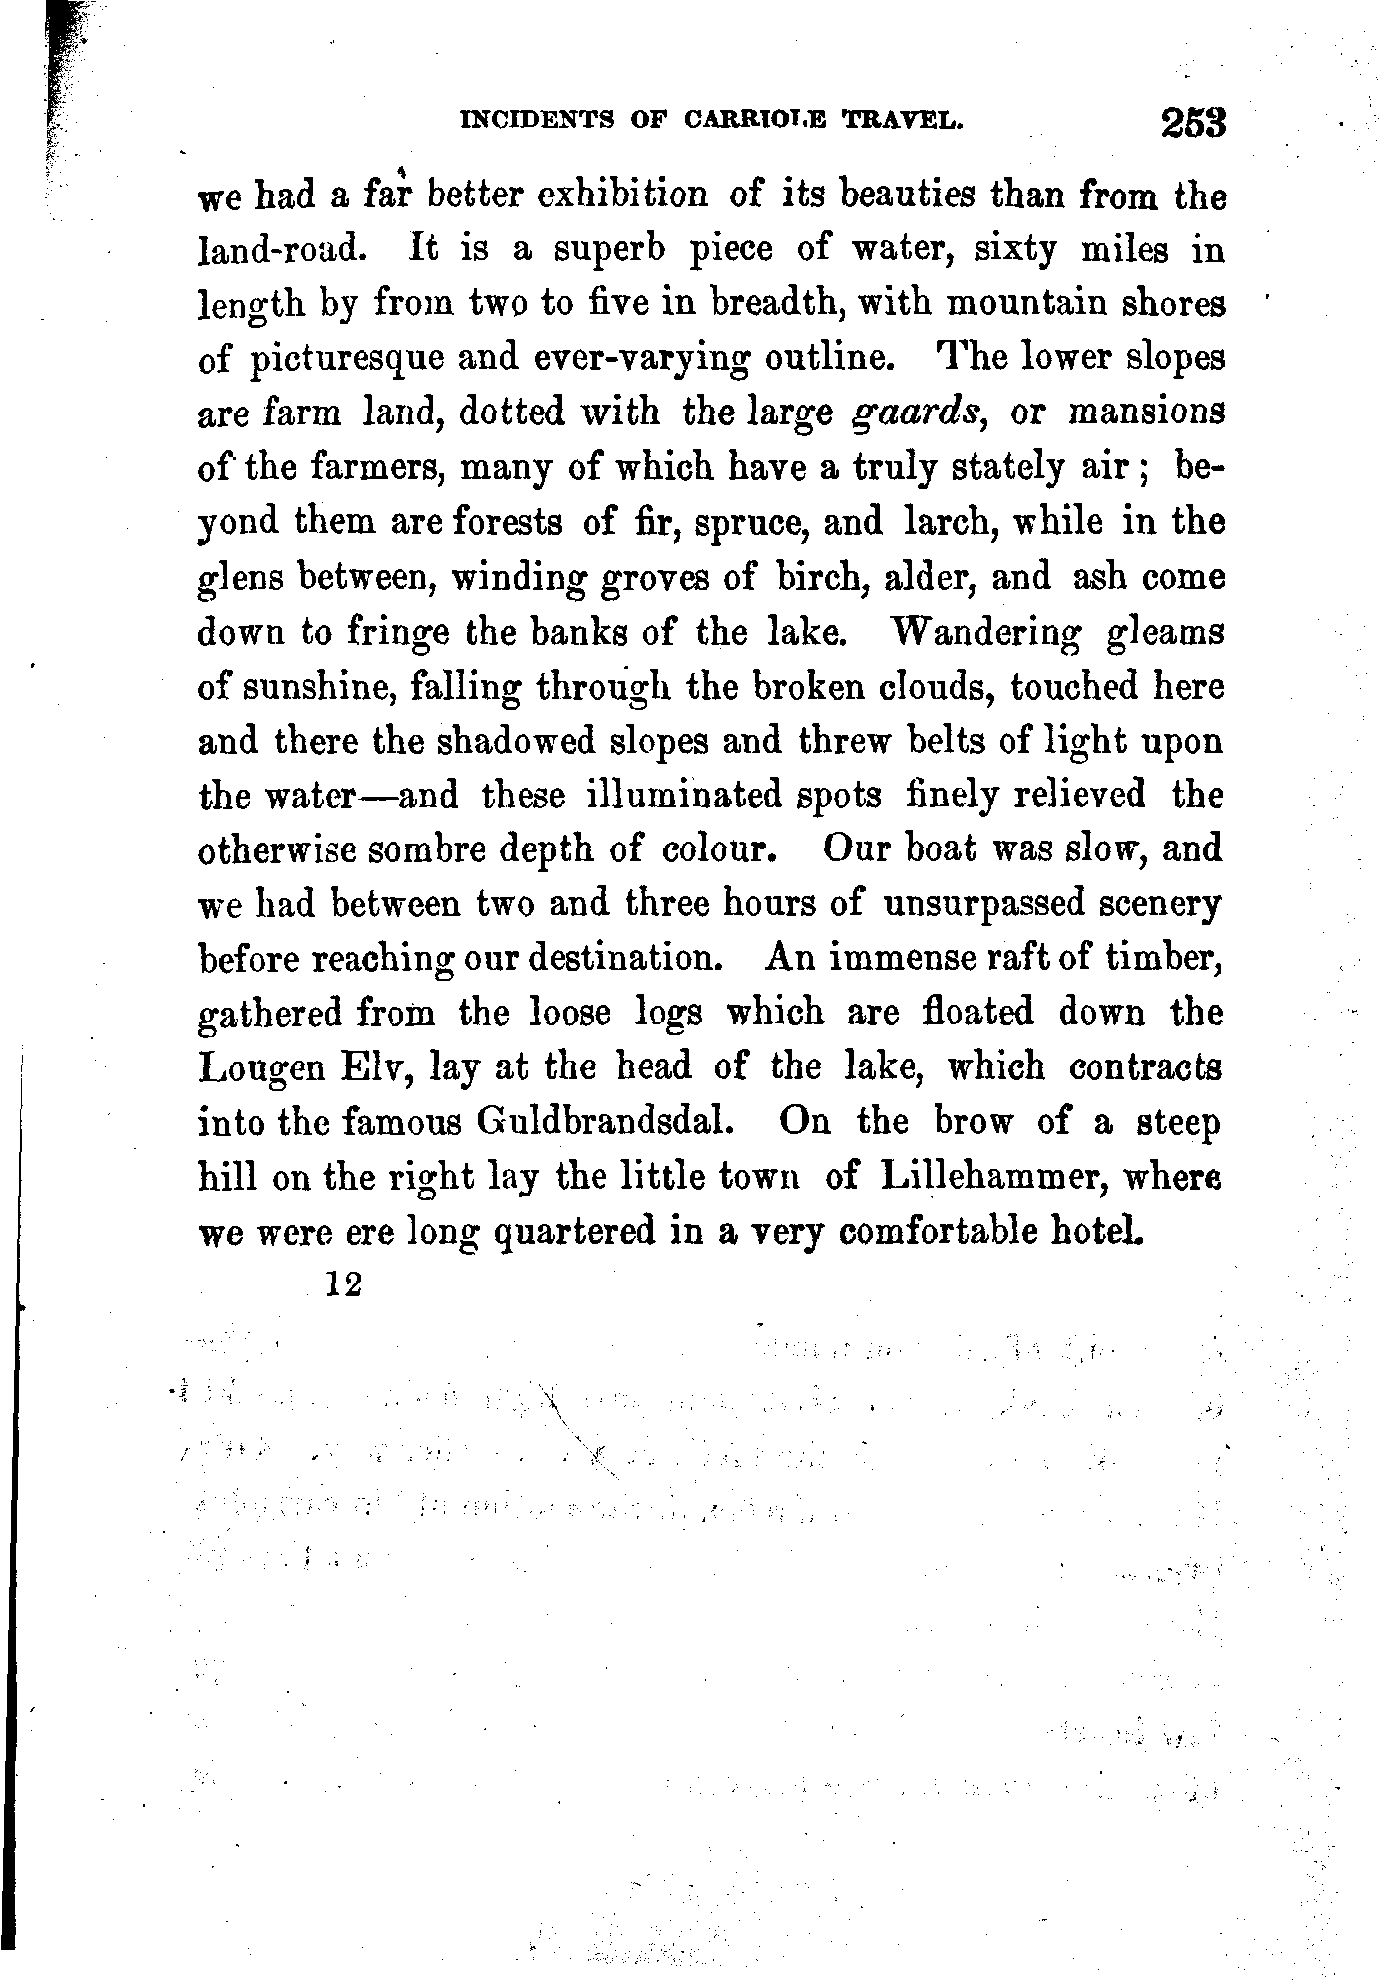 INCIDENTS OF CARRIOLE TRAVEL. 253
we had a far better exhibition of its beauties than from the
land-road. It is a superb piece of water, sixty miles in
length by from two to five in breadth, with mountain shores
of picturesque and ever-varying outline. The lower slopes
are farm land, dotted with the large gaards, or mansions
of the farmers, many of which have a truly stately air; be-
yond them are forests of fir, spruce, and larch, while in the
glens between, winding groves of birch, alder, and ash come
down to fringe the banks of the lake. Wandering gleams
of sunshine, falling through the broken clouds, touched here
and there the shadowed slopes and threw belts of light upon
the water—and these illuminated spots finely relieved the
otherwise sombre depth of colour. Our boat was slow, and
we had between two and three hours of unsurpassed scenery
before reaching our destination. An immense raft of timber,
gathered from the loose logs which are floated down the
Lougen Elv, lay at the head of the lake, which contracts
into the famous Guldbrandsdal. On the brow of a steep
hill on the right lay the little town of Lillehammer, where
we were ere long quartered in a very comfortable hotel.
12